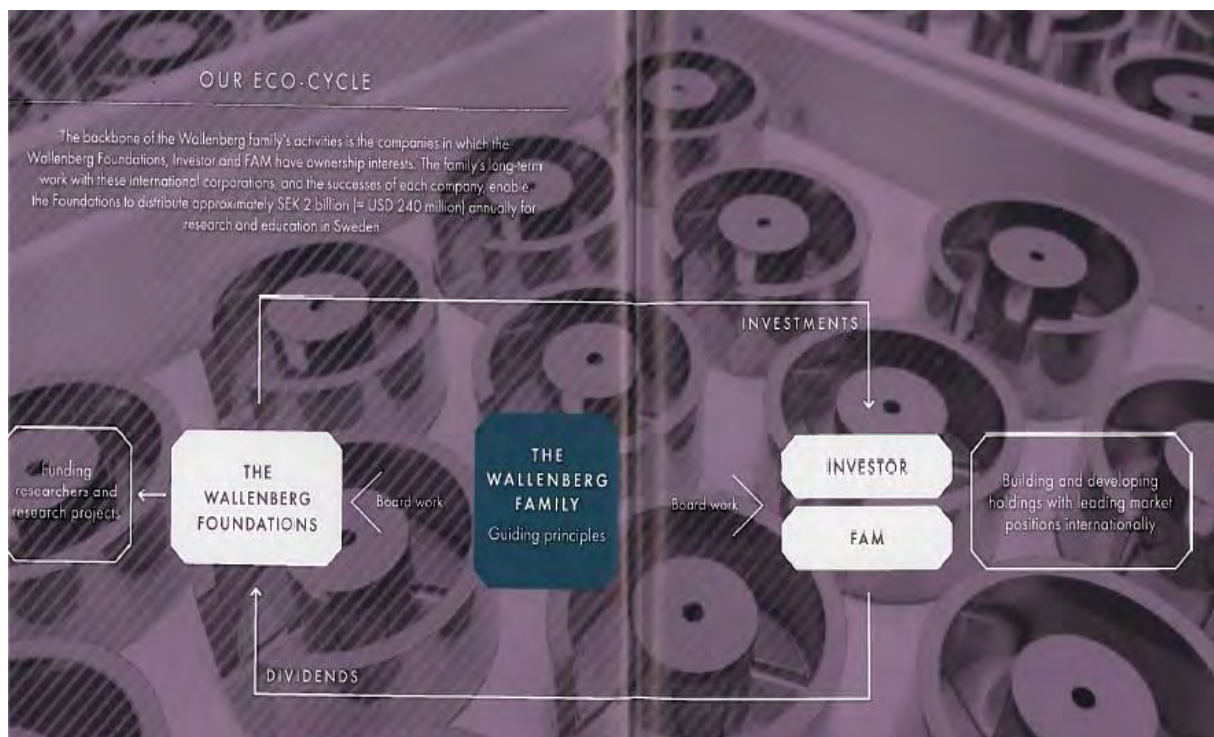 OUR ECO-CYCLE
The backbone of the Wallenberg family's activities is the companies in which the
Wallenberg Foundations, Investor and FAM have ownership interests. The family's long-term
work with these international corporations, and the successes of each company, enable
the Foundations to distribute approximately SEK 2 billion (≈ USD 240 million) annually for
research and education in Sweden
INVESTMENTS
Funding
researchers and
research projects
THE
WALLENBERG
FOUNDATIONS
Board work
THE
WALLENBERG
FAMILY
Guiding principles
Board work
INVESTOR
FAM
Building and developing
holdings with leading market
positions internationally
DIVIDENDS